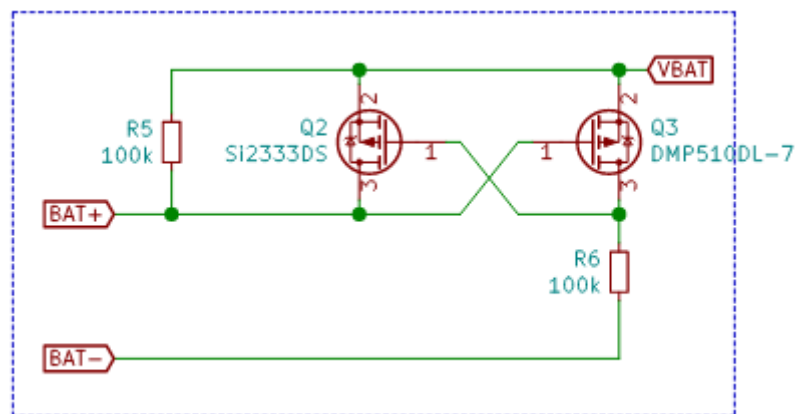 VBAT
2
2
R5
100k
Q2
Si2333DS
1
1
Q3
DMP510DL-7
3
3
BAT+
R6
100k
BAT-